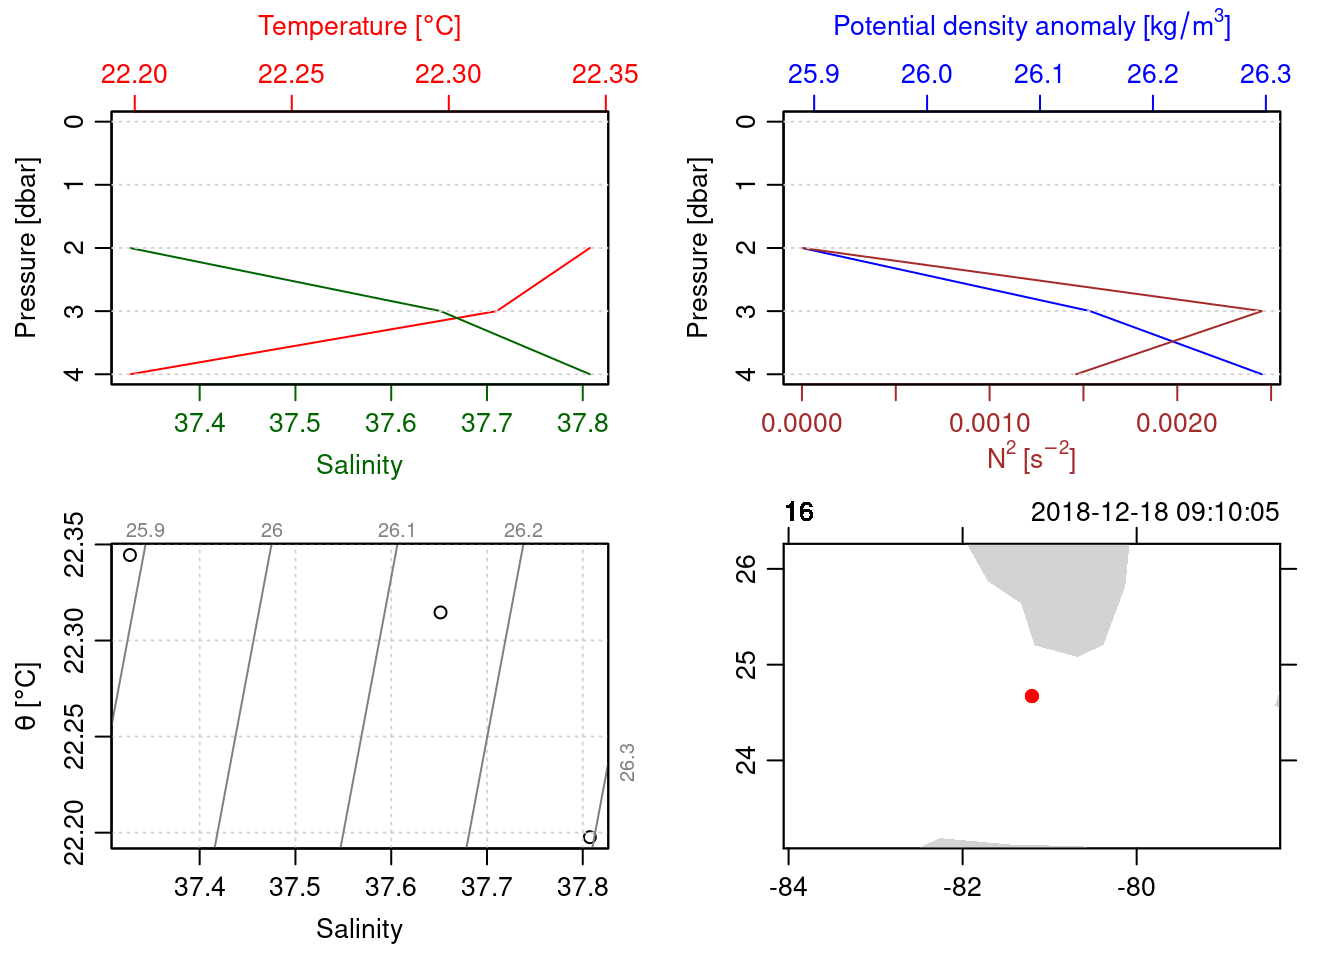 Temperature [°C]
22.20 22.25 22.30 22.35
0
1
2
3
4
Pressure [dbar]
37.4 37.5 37.6 37.7 37.8
Salinity
Potential density anomaly [kg/m³]
25.9 26.0 26.1 26.2 26.3
0
1
2
3
4
Pressure [dbar]
0.0000 0.0010 0.0020
N² [s⁻²]
25.9 26 26.1 26.2
26.3
22.35
22.30
22.25
22.20
θ [°C]
37.4 37.5 37.6 37.7 37.8
Salinity
16 2018-12-18 09:10:05
26
25
24
-84 -82 -80